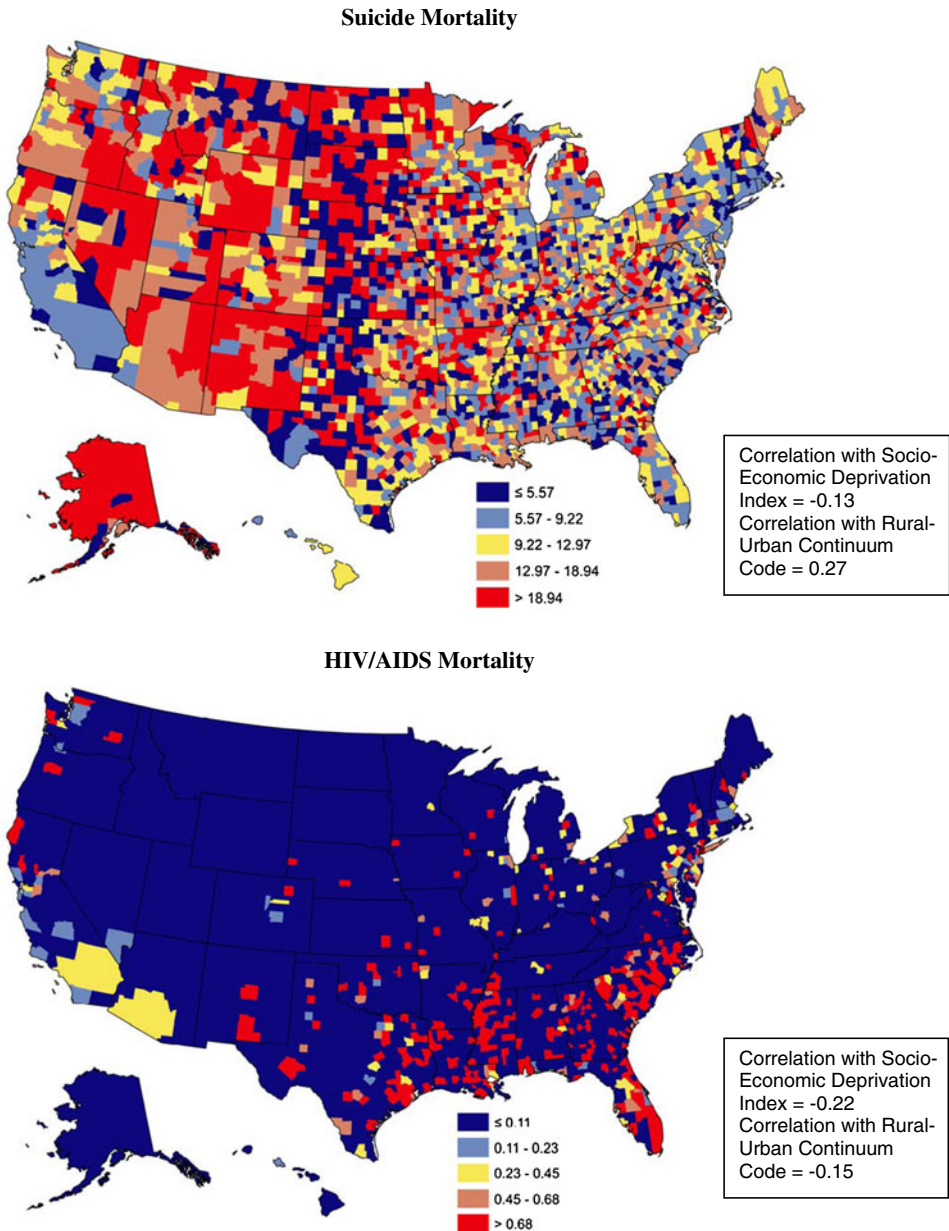 Suicide Mortality
≤ 5.57
5.57 - 9.22
9.22 - 12.97
12.97 - 18.94
> 18.94
Correlation with Socio-
Economic Deprivation
Index = -0.13
Correlation with Rural-
Urban Continuum
Code = 0.27
HIV/AIDS Mortality
≤ 0.11
0.11 - 0.23
0.23 - 0.45
0.45 - 0.68
> 0.68
Correlation with Socio-
Economic Deprivation
Index = -0.22
Correlation with Rural-
Urban Continuum
Code = -0.15